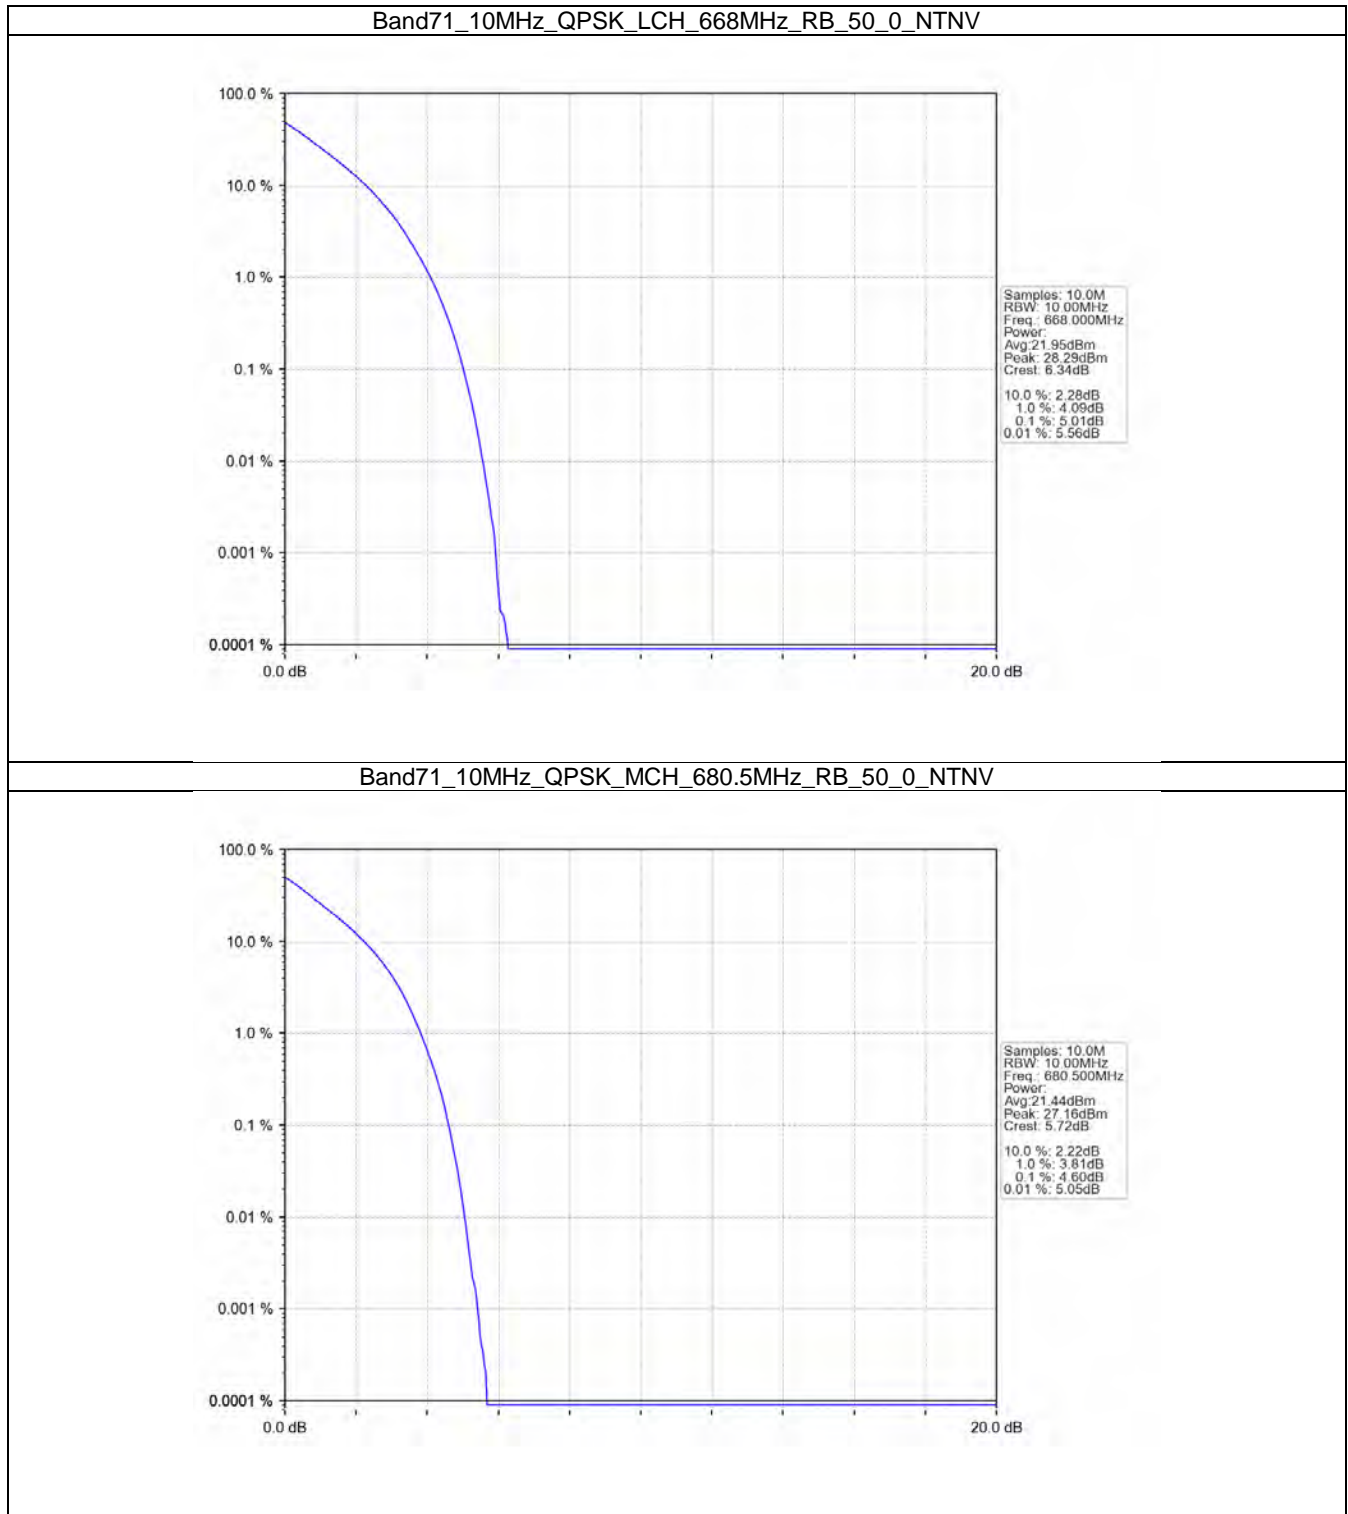 Band71_10MHz_QPSK_LCH_668MHz_RB_50_0_NTNV
100.0 %
10.0 %
1.0 %
0.1 %
0.01 %
0.001 %
0.0001 %
0.0 dB
20.0 dB
Samples: 10.0M
RBW: 10.00MHz
Freq.: 668.000MHz
Power:
Avg:21.95dBm
Peak: 28.29dBm
Crest: 6.34dB
10.0 %: 2.28dB
1.0 %: 4.09dB
0.1 %: 5.01dB
0.01 %: 5.56dB
Band71_10MHz_QPSK_MCH_680.5MHz_RB_50_0_NTNV
100.0 %
10.0 %
1.0 %
0.1 %
0.01 %
0.001 %
0.0001 %
0.0 dB
20.0 dB
Samples: 10.0M
RBW: 10.00MHz
Freq.: 680.500MHz
Power:
Avg:21.44dBm
Peak: 27.16dBm
Crest: 5.72dB
10.0 %: 2.22dB
1.0 %: 3.81dB
0.1 %: 4.60dB
0.01 %: 5.05dB